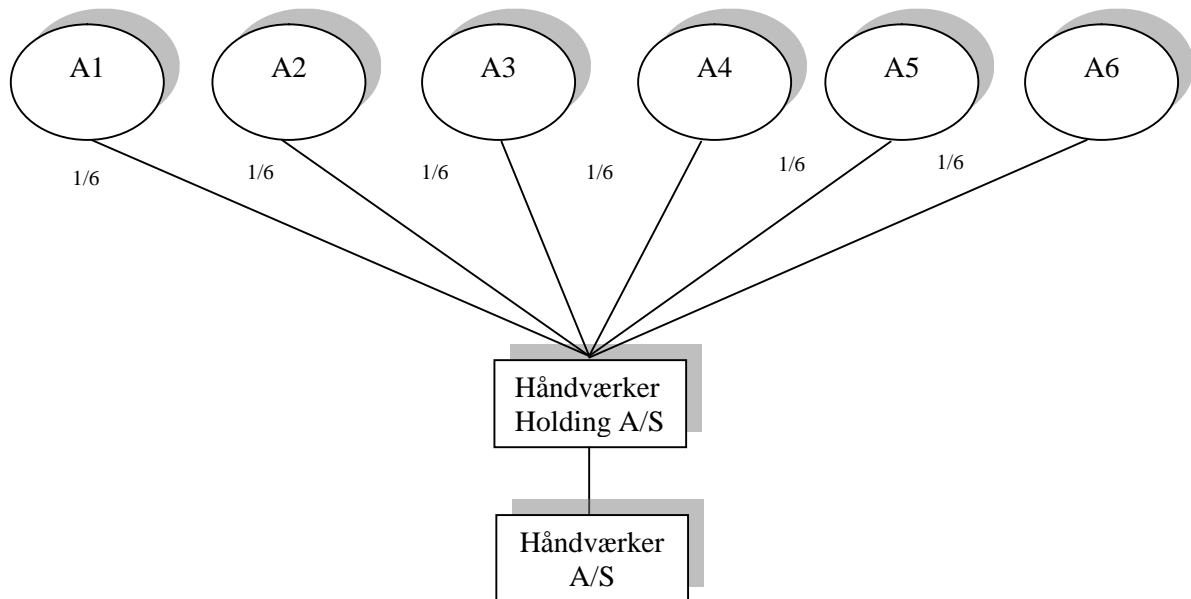 A1 A2 A3 A4 A5 A6
1/6 1/6 1/6 1/6 1/6 1/6
Håndværker
Holding A/S
Håndværker
A/S